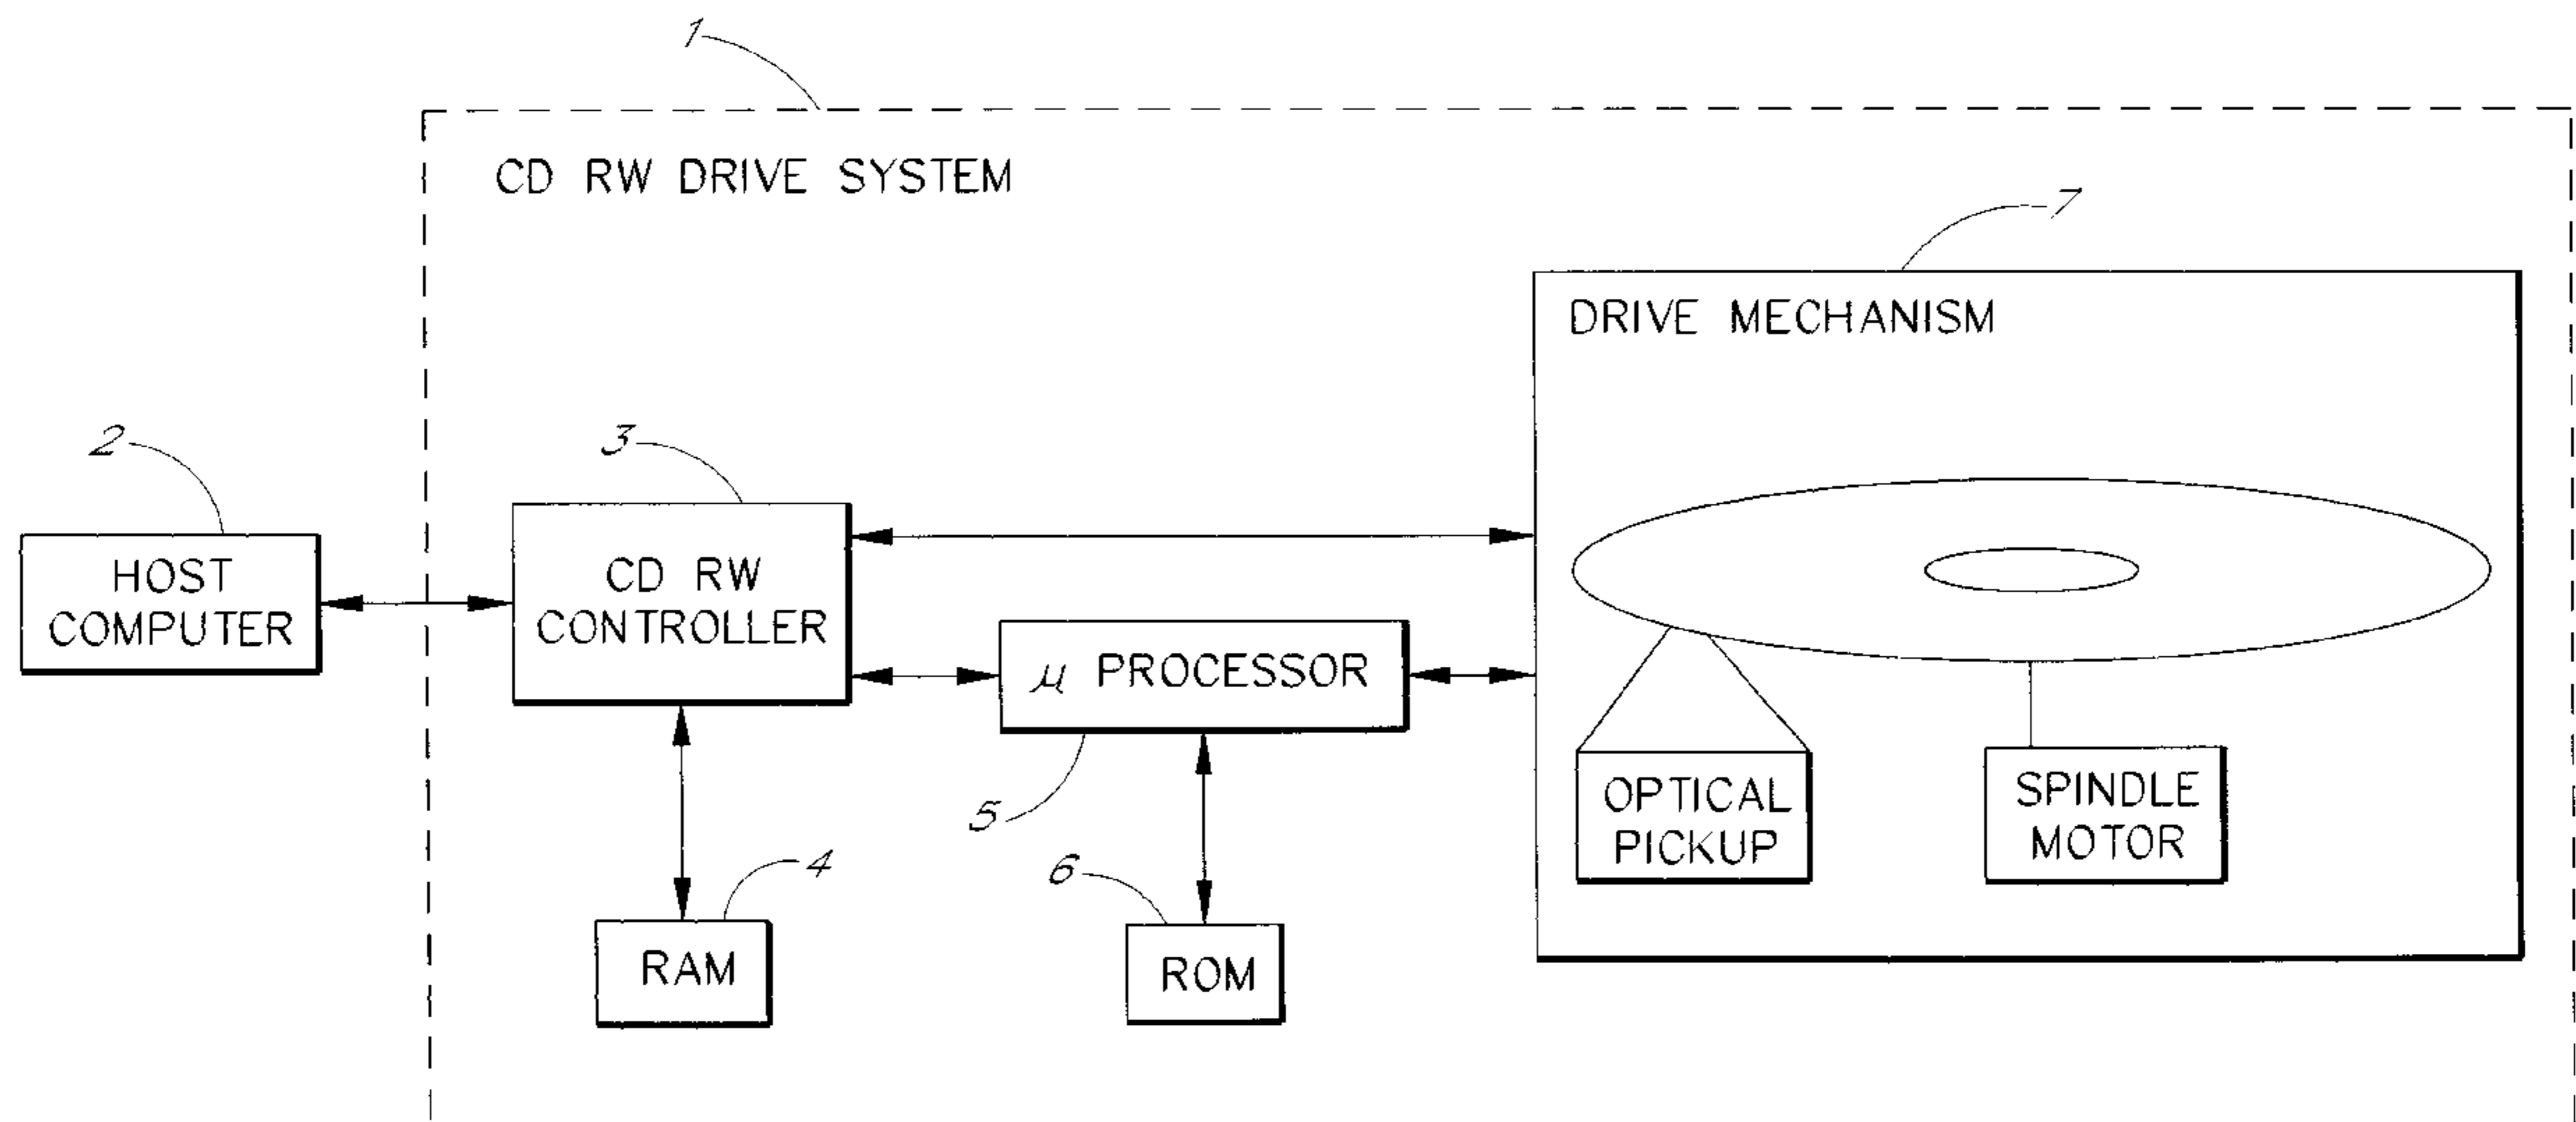 1
CD RW DRIVE SYSTEM
7
DRIVE MECHANISM
2
3
HOST
COMPUTER
CD RW
CONTROLLER
μ PROCESSOR
5
OPTICAL
PICKUP
SPINDLE
MOTOR
4
6
RAM
ROM